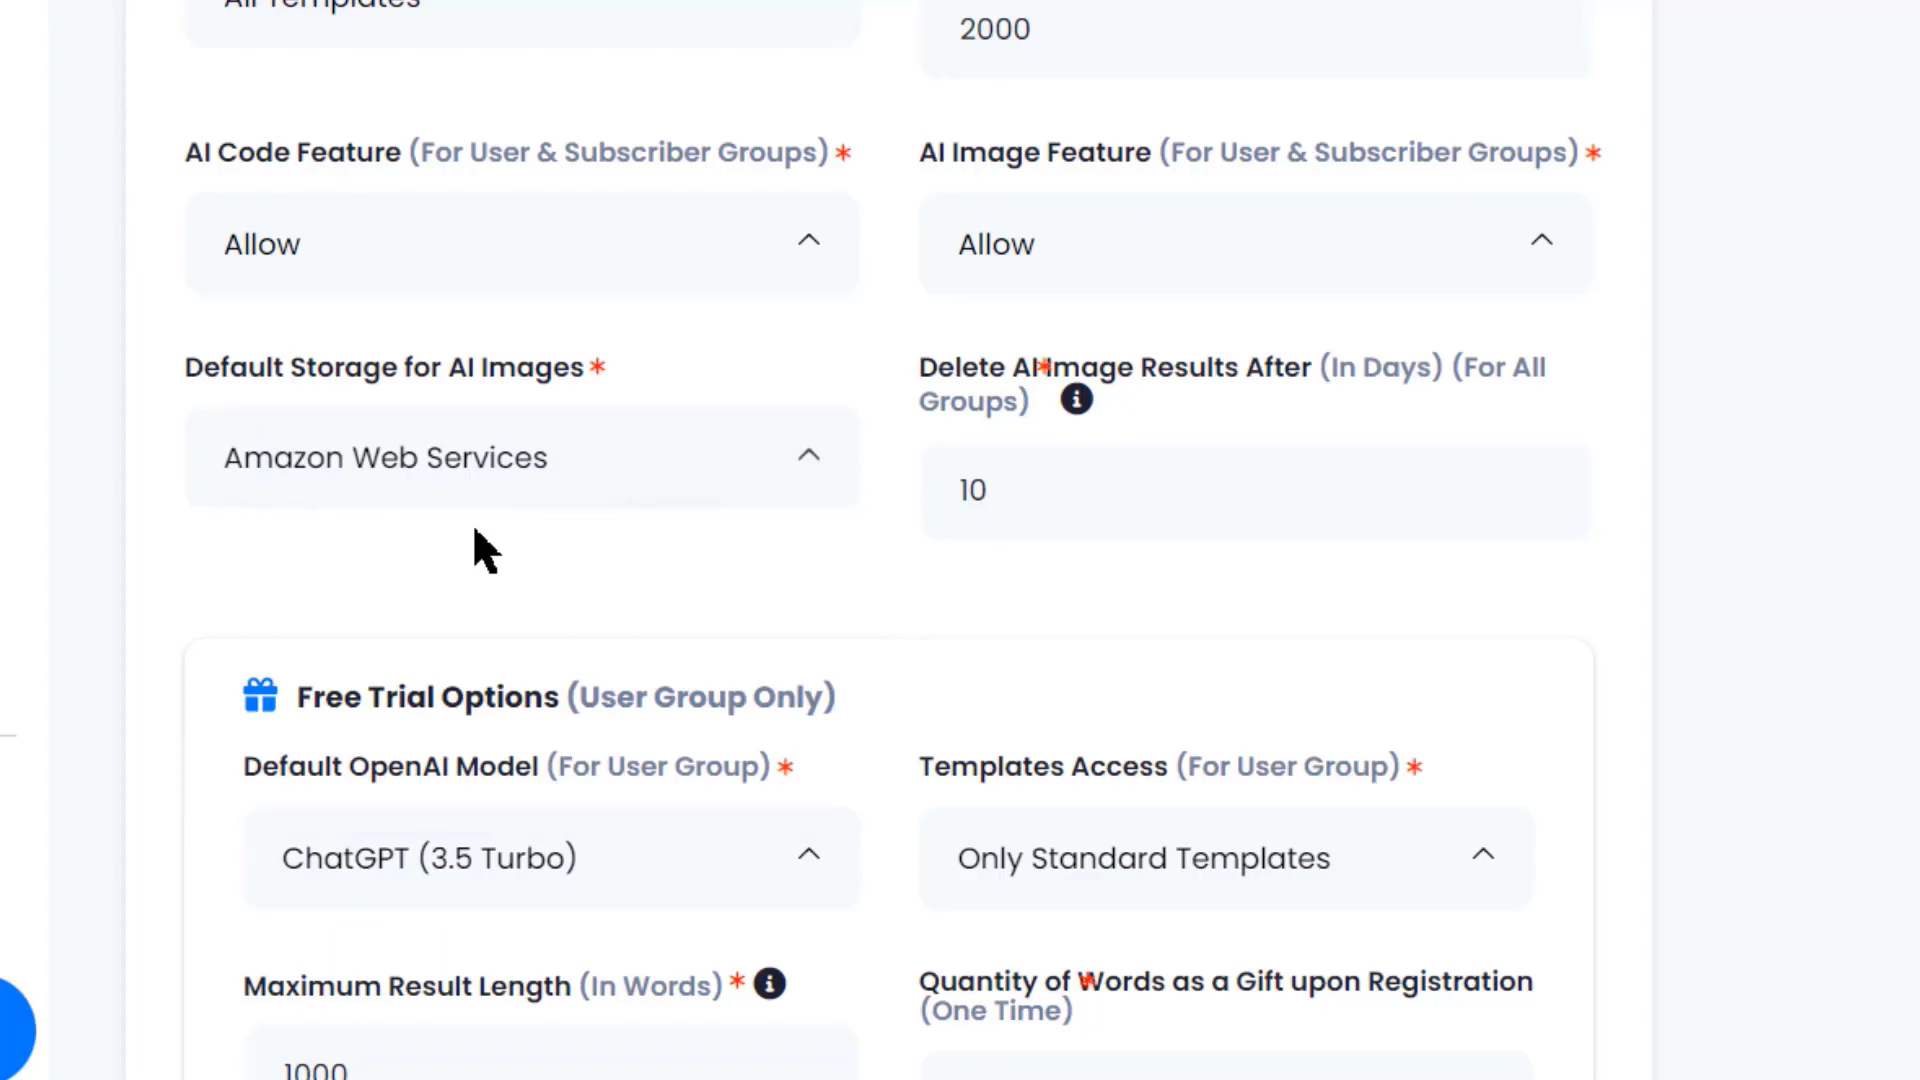 All Templates
2000
AI Code Feature (For User & Subscriber Groups) *
AI Image Feature (For User & Subscriber Groups) *
Allow
Allow
Default Storage for AI Images *
Delete AI Image Results After (In Days) (For All
Groups) *
Amazon Web Services
10
Free Trial Options (User Group Only)
Default OpenAI Model (For User Group) *
Templates Access (For User Group) *
ChatGPT (3.5 Turbo)
Only Standard Templates
Maximum Result Length (In Words) *
Quantity of Words as a Gift upon Registration
(One Time) *
1000